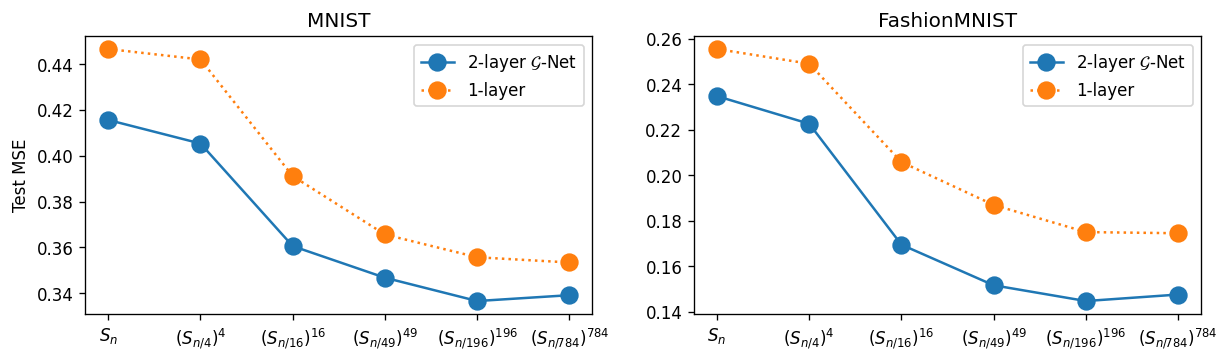 MNIST
Test MSE
0.44
0.42
0.40
0.38
0.36
0.34
2-layer 𝒢-Net
1-layer
Sₙ
(Sₙ/₄)⁴
(Sₙ/₁₆)¹⁶
(Sₙ/₄₉)⁴⁹
(Sₙ/₁₉₆)¹⁹⁶
(Sₙ/₇₈₄)⁷⁸⁴
FashionMNIST
0.26
0.24
0.22
0.20
0.18
0.16
0.14
2-layer 𝒢-Net
1-layer
Sₙ
(Sₙ/₄)⁴
(Sₙ/₁₆)¹⁶
(Sₙ/₄₉)⁴⁹
(Sₙ/₁₉₆)¹⁹⁶
(Sₙ/₇₈₄)⁷⁸⁴